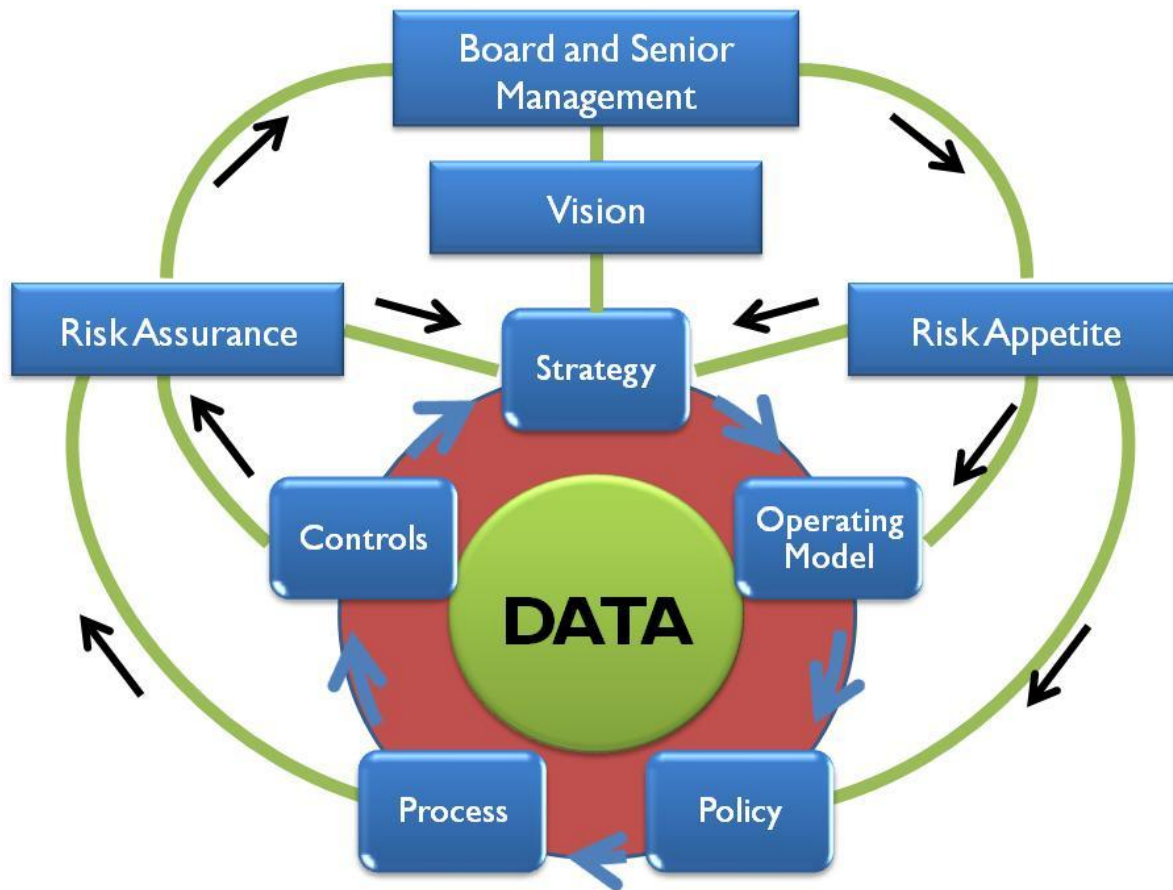 Board and Senior
Management
Vision
Risk Assurance
Risk Appetite
Strategy
Controls
Operating
Model
DATA
Process
Policy